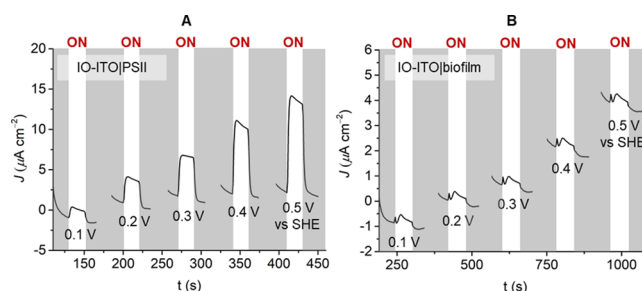 A
ON ON ON ON ON
IO-ITO|PSII
20
15
10
5
0
-5
J (μA cm⁻²)
0.1 V
0.2 V
0.3 V
0.4 V
0.5 V
vs SHE
150 200 250 300 350 400 450
t (s)
B
ON ON ON ON ON
IO-ITO|biofilm
6
5
4
3
2
1
0
-1
-2
J (μA cm⁻²)
0.1 V
0.2 V
0.3 V
0.4 V
0.5 V
vs SHE
250 500 750 1000
t (s)